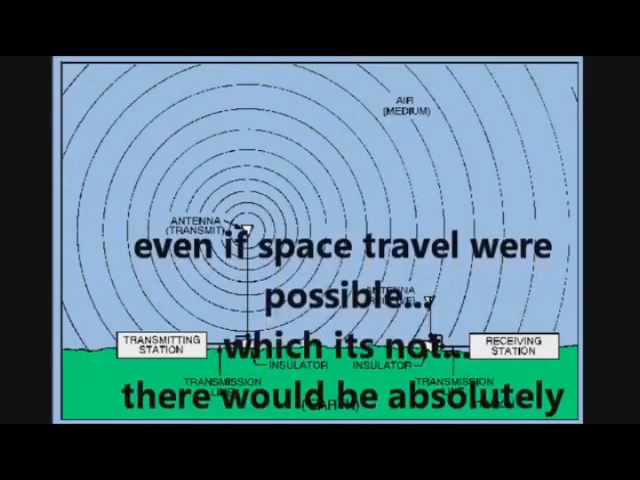 AIR
(MEDIUM)
ANTENNA
(TRANSMIT)
even if space travel were
ANTENNA
possible...
TRANSMITTING
STATION
which its not...
RECEIVING
STATION
INSULATOR
INSULATOR
TRANSMISSION
TRANSMISSION
there would be absolutely